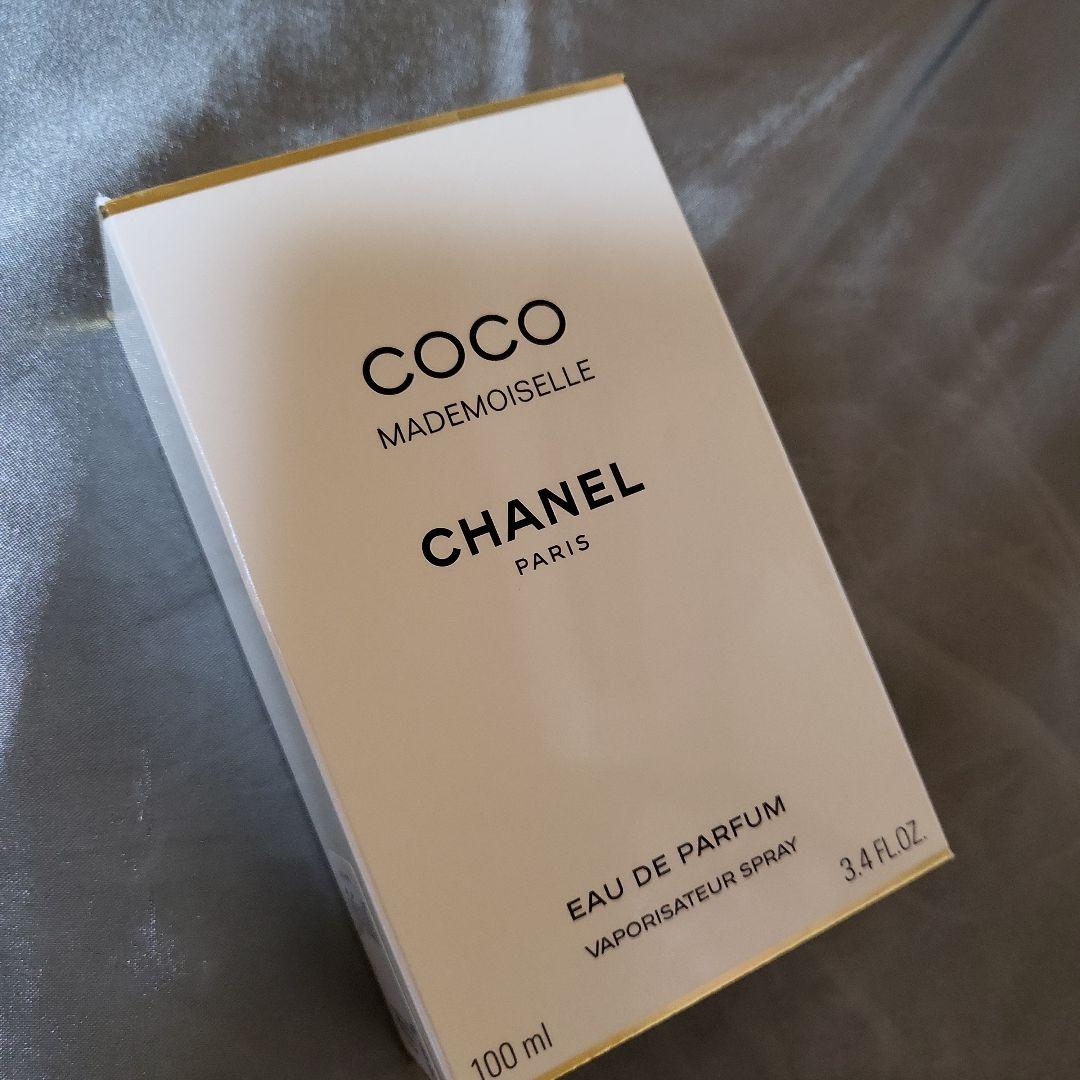 COCO
MADEMOISELLE
CHANEL
PARIS
EAU DE PARFUM
VAPORISATEUR SPRAY
100 ml
3.4 FL.OZ.